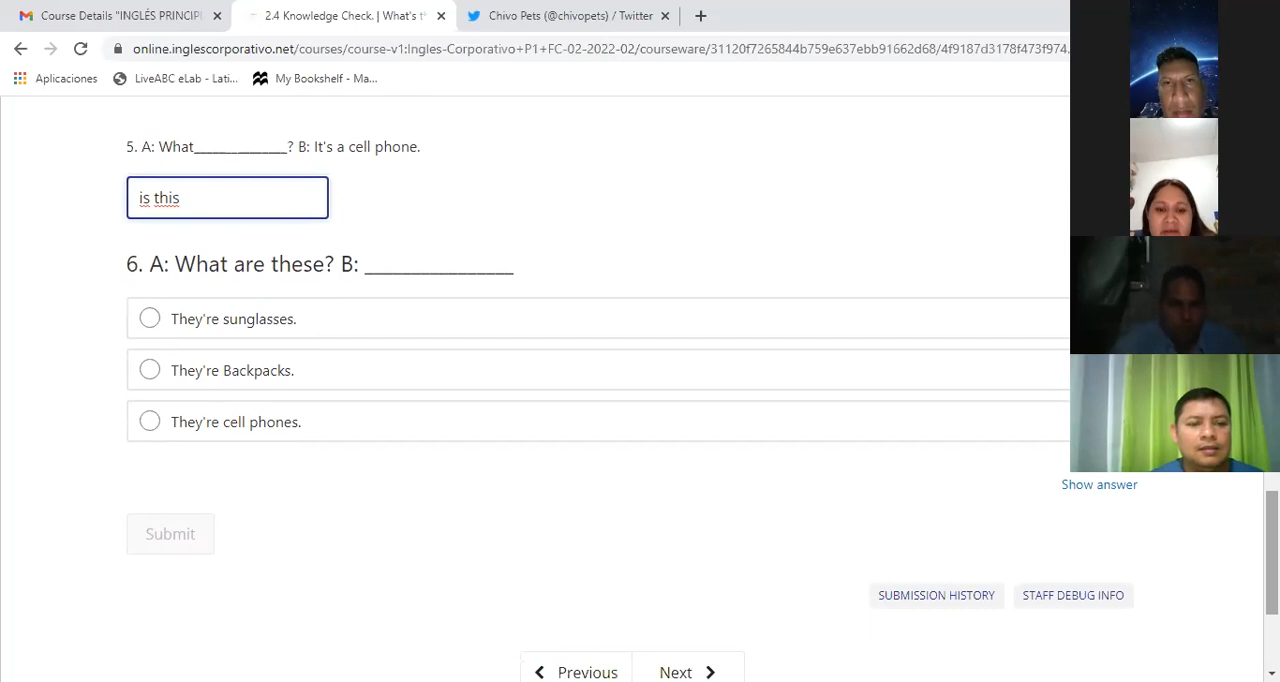 Course Details "INGLÉS PRINCIPI
2.4 Knowledge Check. | What's t
Chivo Pets (@chivopets) / Twitter
online.inglescorporativo.net/courses/course-v1:Ingles-Corporativo+P1+FC-02-2022-02/courseware/31120f7265844b759e637ebb91662d68/4f9187d3178f473f974.
Aplicaciones
LiveABC eLab - Lati...
My Bookshelf - Ma...
5. A: What______________? B: It's a cell phone.
is this
6. A: What are these? B: _______________
They're sunglasses.
They're Backpacks.
They're cell phones.
Show answer
Submit
SUBMISSION HISTORY
STAFF DEBUG INFO
Previous
Next